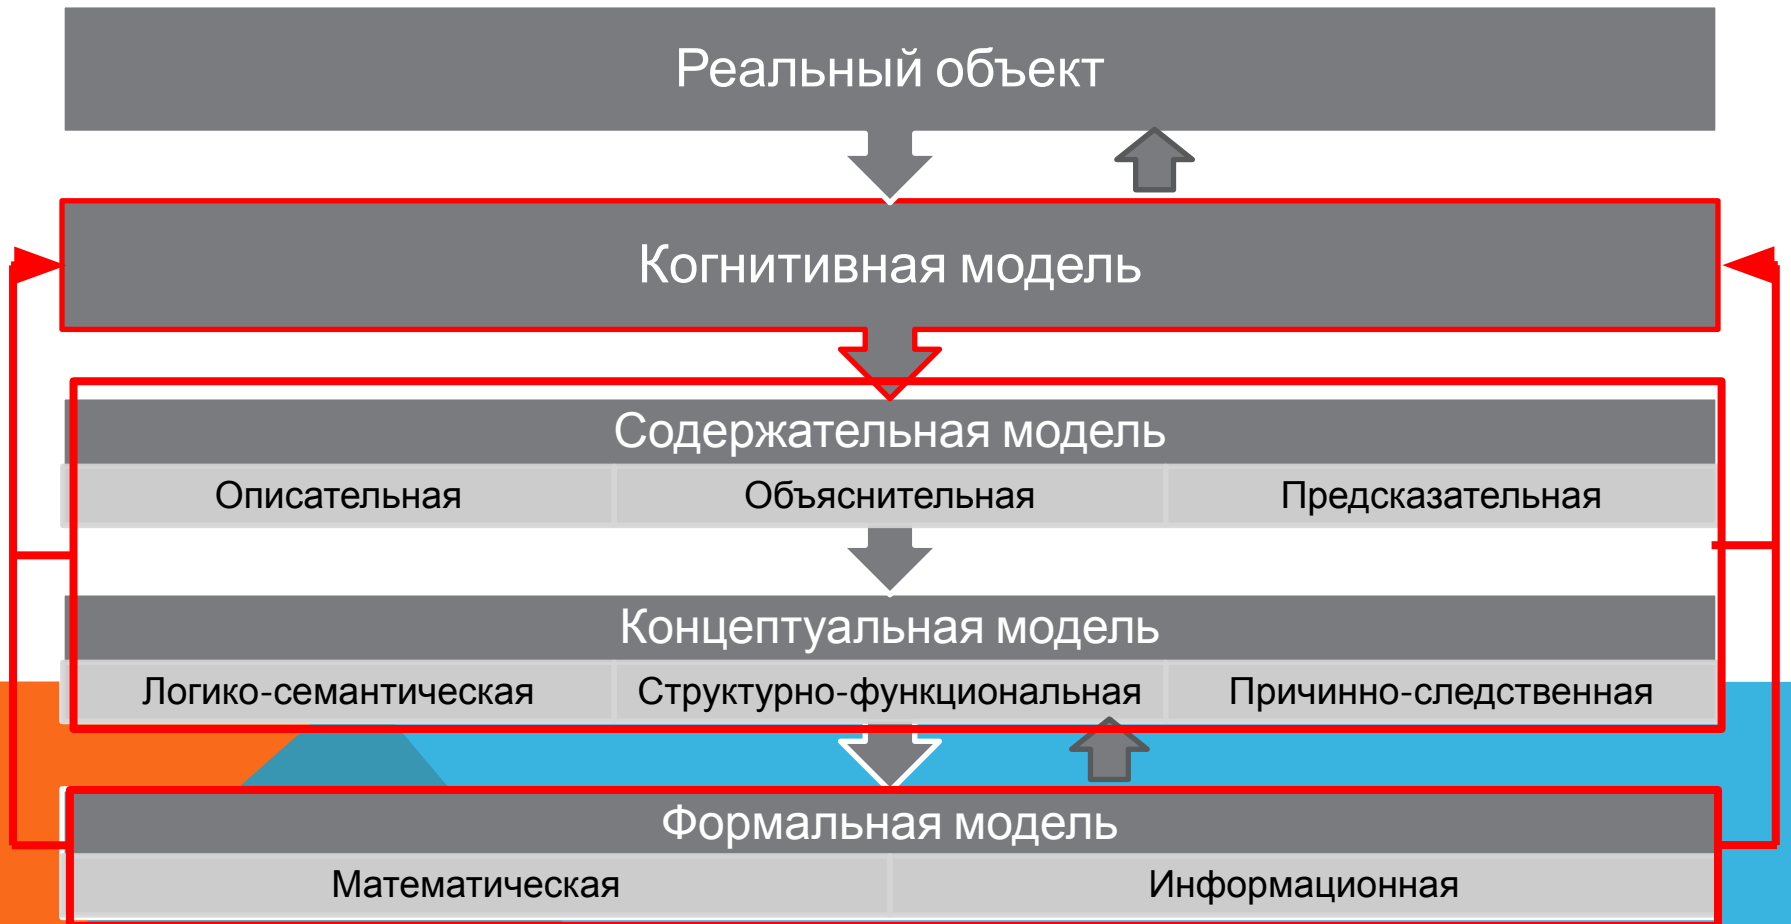 Реальный объект
Когнитивная модель
Содержательная модель
Описательная
Объяснительная
Предсказательная
Концептуальная модель
Логико-семантическая
Структурно-функциональная
Причинно-следственная
Формальная модель
Математическая
Информационная